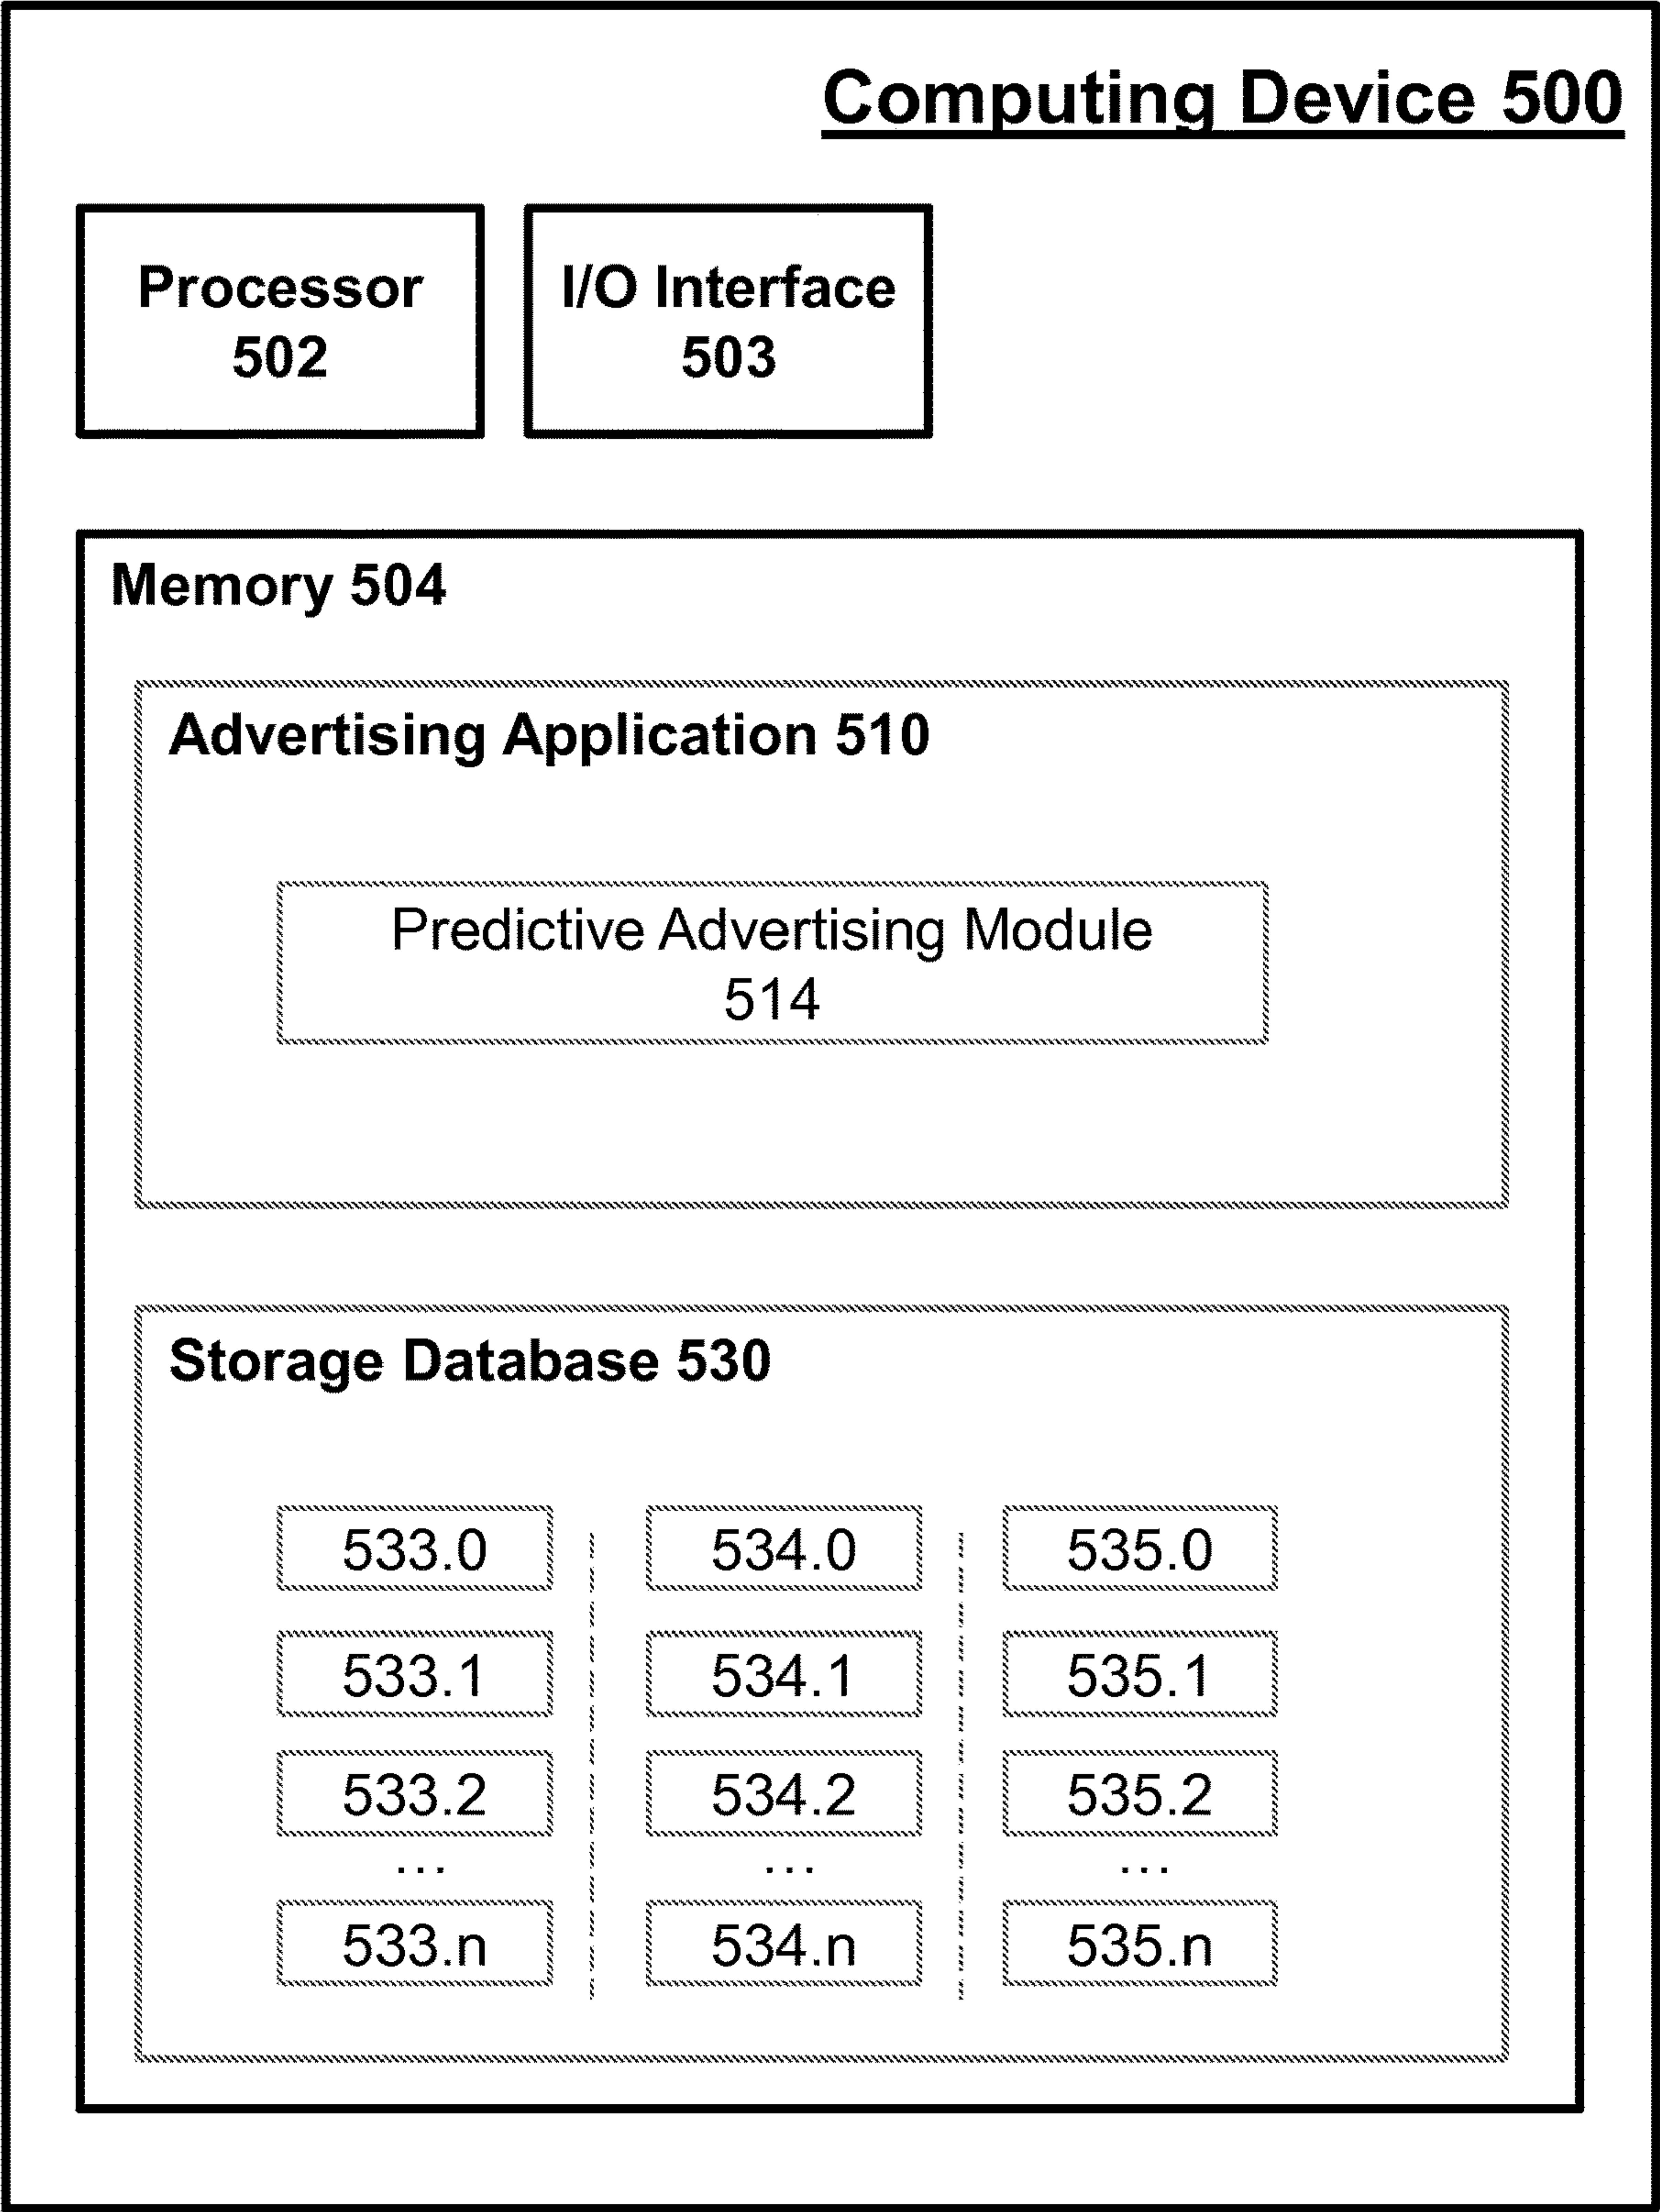 Computing Device 500
Processor
502
I/O Interface
503
Memory 504
Advertising Application 510
Predictive Advertising Module
514
Storage Database 530
533.0
534.0
535.0
533.1
534.1
535.1
533.2
534.2
535.2
...
...
...
533.n
534.n
535.n